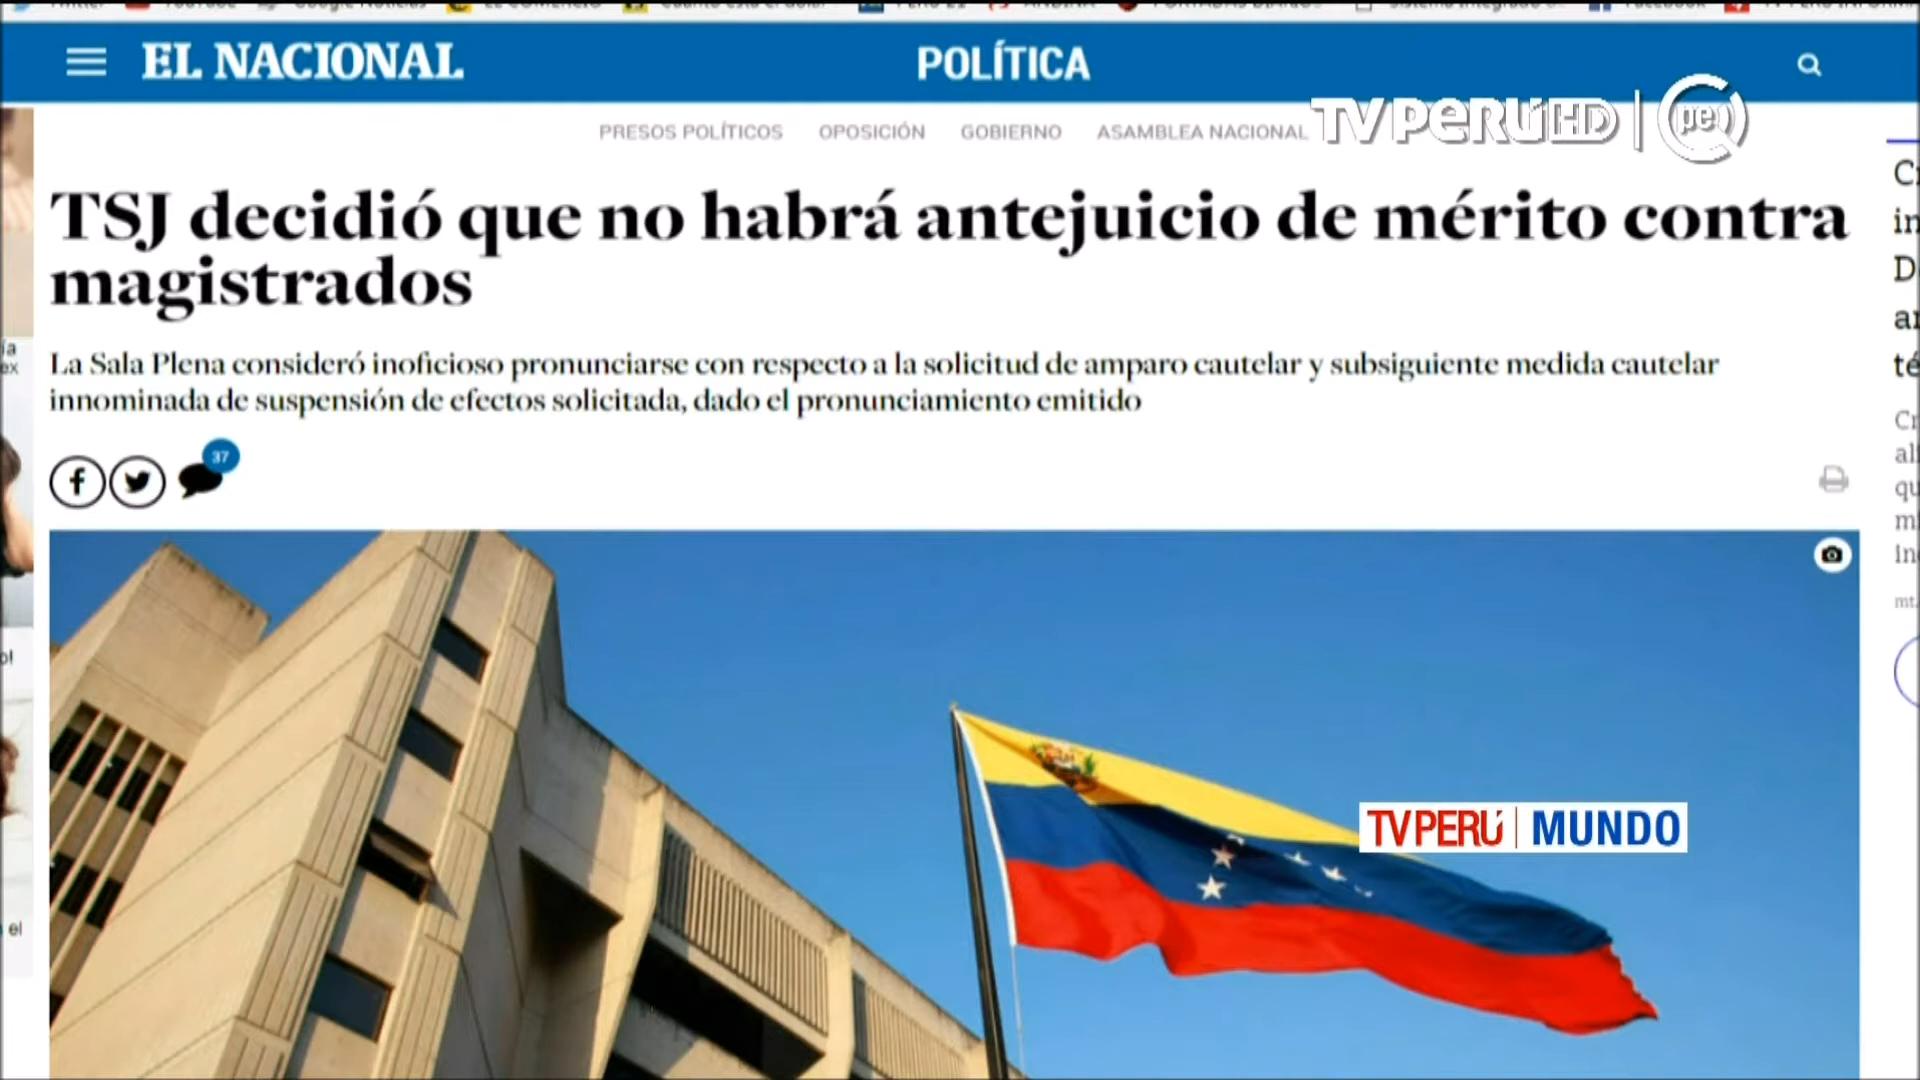 EL NACIONAL
POLÍTICA
TVPERÚ HD | pe
PRESOS POLÍTICOS OPOSICIÓN GOBIERNO ASAMBLEA NACIONAL
TSJ decidió que no habrá antejuicio de mérito contra
magistrados
La Sala Plena consideró inoficioso pronunciarse con respecto a la solicitud de amparo cautelar y subsiguiente medida cautelar
innominada de suspensión de efectos solicitada, dado el pronunciamiento emitido
37
TVPERÚ | MUNDO
el